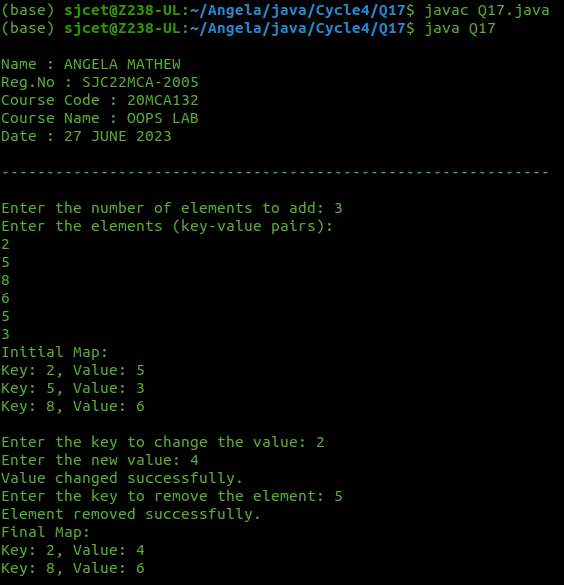 (base) sjcet@Z238-UL:~/Angela/java/Cycle4/Q17$ javac Q17.java
(base) sjcet@Z238-UL:~/Angela/java/Cycle4/Q17$ java Q17
Name : ANGELA MATHEW
Reg.No : SJC22MCA-2005
Course Code : 20MCA132
Course Name : OOPS LAB
Date : 27 JUNE 2023
-------------------------------------------------------------
Enter the number of elements to add: 3
Enter the elements (key-value pairs):
2
5
8
6
5
3
Initial Map:
Key: 2, Value: 5
Key: 5, Value: 3
Key: 8, Value: 6
Enter the key to change the value: 2
Enter the new value: 4
Value changed successfully.
Enter the key to remove the element: 5
Element removed successfully.
Final Map:
Key: 2, Value: 4
Key: 8, Value: 6